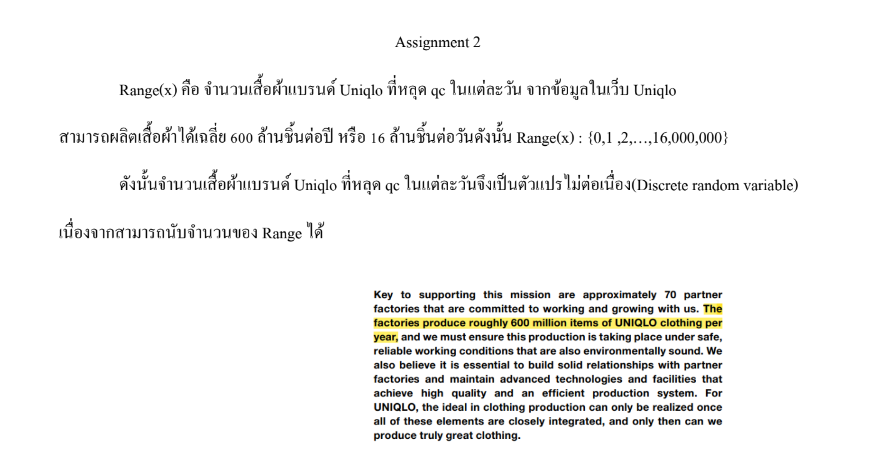 Assignment 2
Range(x) คือ จำนวนเสื้อผ้าแบรนด์ Uniqlo ที่หลุด qc ในแต่ละวัน จากข้อมูลในเว็บ Uniqlo
สามารถผลิตเสื้อผ้าได้เฉลี่ย 600 ล้านชิ้นต่อปี หรือ 16 ล้านชิ้นต่อวันดังนั้น Range(x) : {0,1 ,2,…,16,000,000}
ดังนั้นจำนวนเสื้อผ้าแบรนด์ Uniqlo ที่หลุด qc ในแต่ละวันจึงเป็นตัวแปรไม่ต่อเนื่อง(Discrete random variable)
เนื่องจากสามารถนับจำนวนของ Range ได้
Key to supporting this mission are approximately 70 partner
factories that are committed to working and growing with us. The
factories produce roughly 600 million items of UNIQLO clothing per
year, and we must ensure this production is taking place under safe,
reliable working conditions that are also environmentally sound. We
also believe it is essential to build solid relationships with partner
factories and maintain advanced technologies and facilities that
achieve high quality and an efficient production system. For
UNIQLO, the ideal in clothing production can only be realized once
all of these elements are closely integrated, and only then can we
produce truly great clothing.